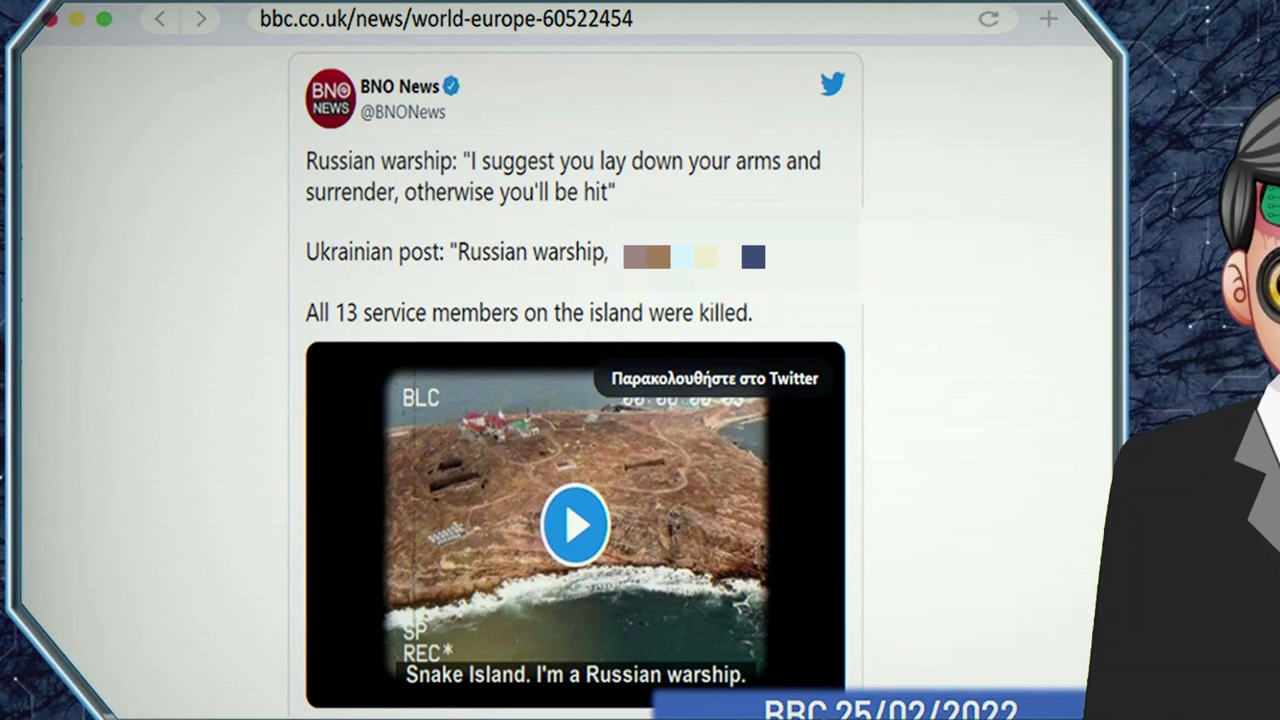 bbc.co.uk/news/world-europe-60522454
BNO NEWS
BNO News
@BNONews
Russian warship: "I suggest you lay down your arms and
surrender, otherwise you'll be hit"
Ukrainian post: "Russian warship,
All 13 service members on the island were killed.
Παρακολουθήστε στο Twitter
BLC
SP
REC*
Snake Island. I'm a Russian warship.
BBC 25/02/2022